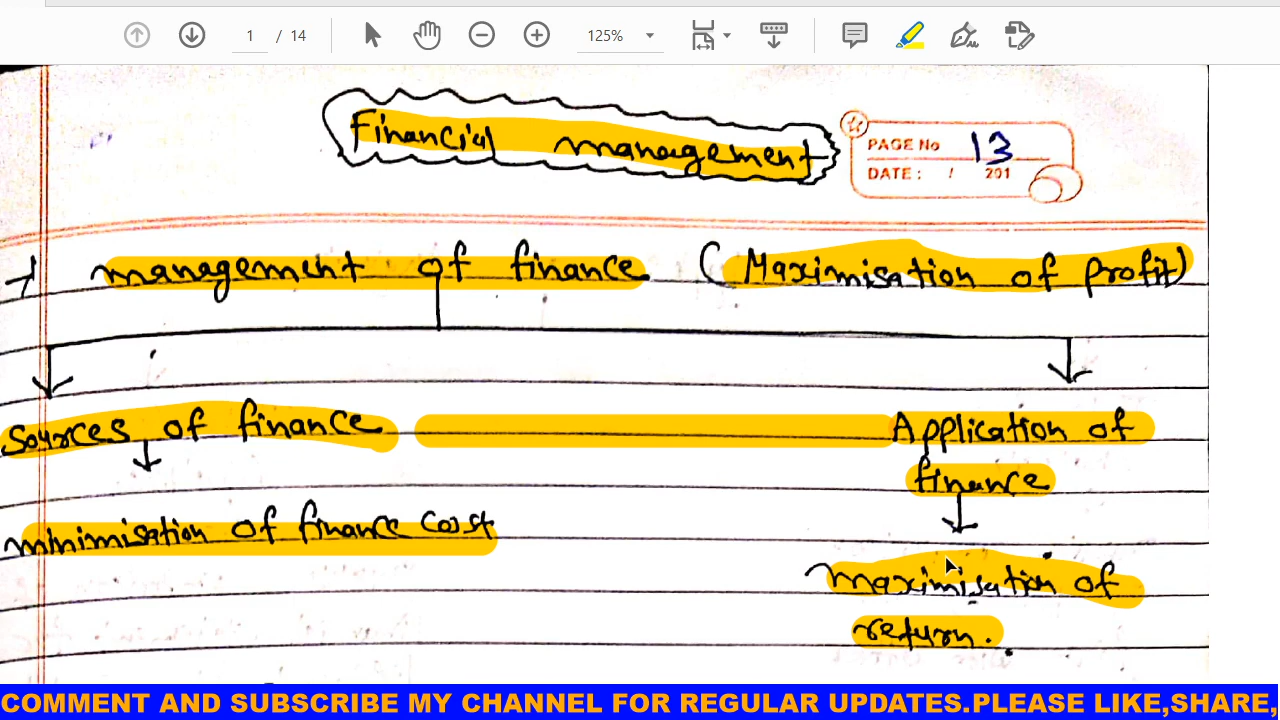 1 / 14
125%
Financial management
PAGE No 13
DATE : / 201
management of finance (Maximisation of profit)
Sources of finance
Application of
finance
minimisation of finance cost
maximisation of
return.
COMMENT AND SUBSCRIBE MY CHANNEL FOR REGULAR UPDATES.PLEASE LIKE,SHARE,